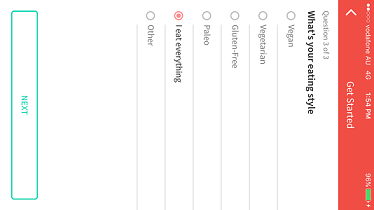 vodafone AU 4G 1:54 PM 96%
Get Started
Question 3 of 3
What's your eating style
Vegan
Vegetarian
Gluten-Free
Paleo
I eat everything
Other
NEXT